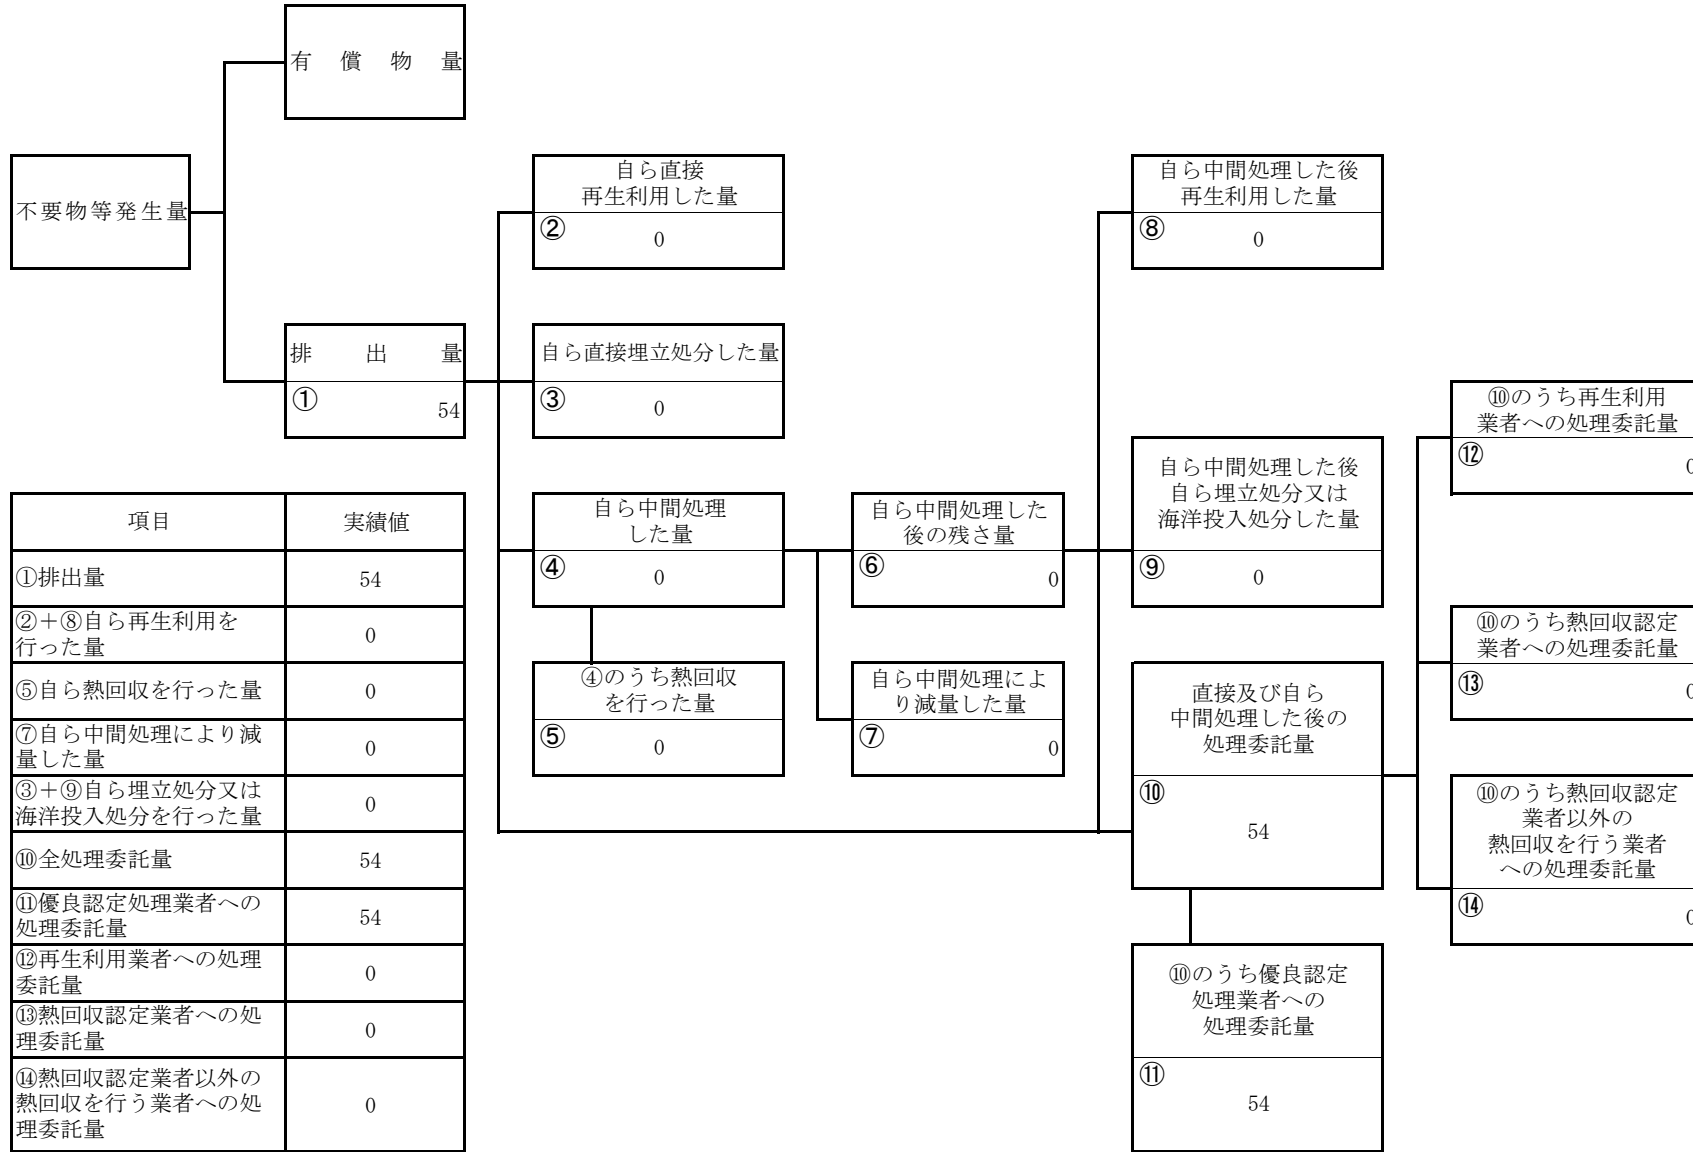 有償物量
不要物等発生量
自ら直接
再生利用した量
②
0
自ら中間処理した後
再生利用した量
⑧
0
排出量
①
54
自ら直接埋立処分した量
③
0
自ら中間処理
した量
④
0
自ら中間処理した
後の残さ量
⑥
0
自ら中間処理した後
自ら埋立処分又は
海洋投入処分した量
⑨
0
⑩のうち再生利用
業者への処理委託量
⑫
0
④のうち熱回収
を行った量
⑤
0
自ら中間処理によ
り減量した量
⑦
0
直接及び自ら
中間処理した後の
処理委託量
⑩
54
⑩のうち熱回収認定
業者への処理委託量
⑬
0
⑩のうち熱回収認定
業者以外の
熱回収を行う業者
への処理委託量
⑭
0
⑩のうち優良認定
処理業者への
処理委託量
⑪
54
項目 実績値
①排出量 54
②+⑧自ら再生利用を
行った量 0
⑤自ら熱回収を行った量 0
⑦自ら中間処理により減
量した量 0
③+⑨自ら埋立処分又は
海洋投入処分を行った量 0
⑩全処理委託量 54
⑪優良認定処理業者への
処理委託量 54
⑫再生利用業者への処理
委託量 0
⑬熱回収認定業者への処
理委託量 0
⑭熱回収認定業者以外の
熱回収を行う業者への処
理委託量 0